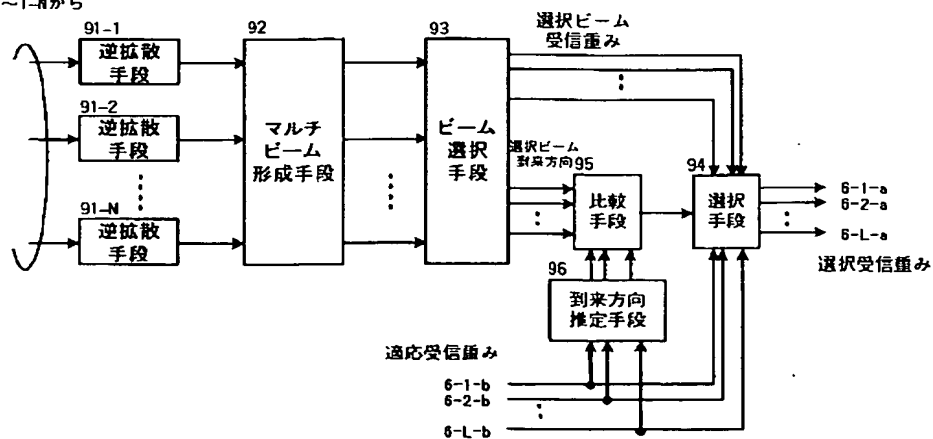 ～1-Nから
91-1
逆拡散
手段
91-2
逆拡散
手段
91-N
逆拡散
手段
92
マルチ
ビーム
形成手段
93
ビーム
選択
手段
選択ビーム
受信重み
選択ビーム
到来方向
95
比較
手段
94
選択
手段
6-1-a
6-2-a
6-L-a
選択受信重み
96
到来方向
推定手段
適応受信重み
6-1-b
6-2-b
6-L-b